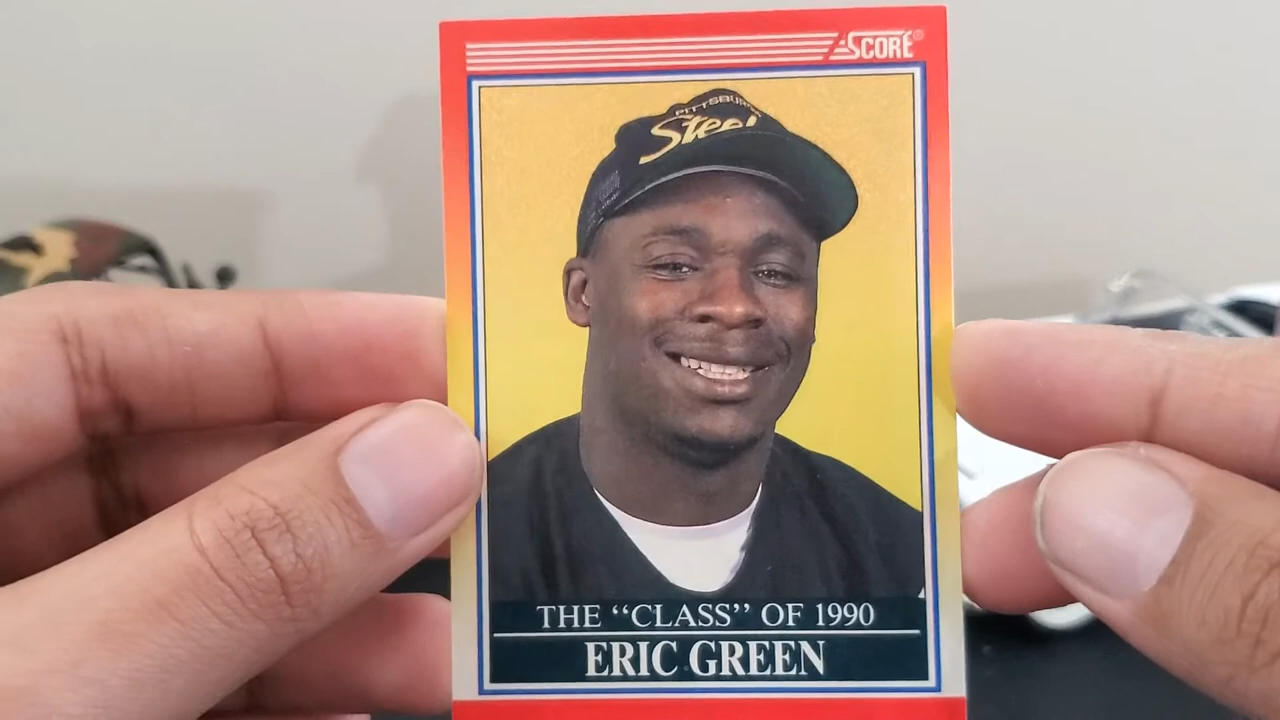 SCORE®
PITTSBURGH
Steel
THE “CLASS” OF 1990
ERIC GREEN